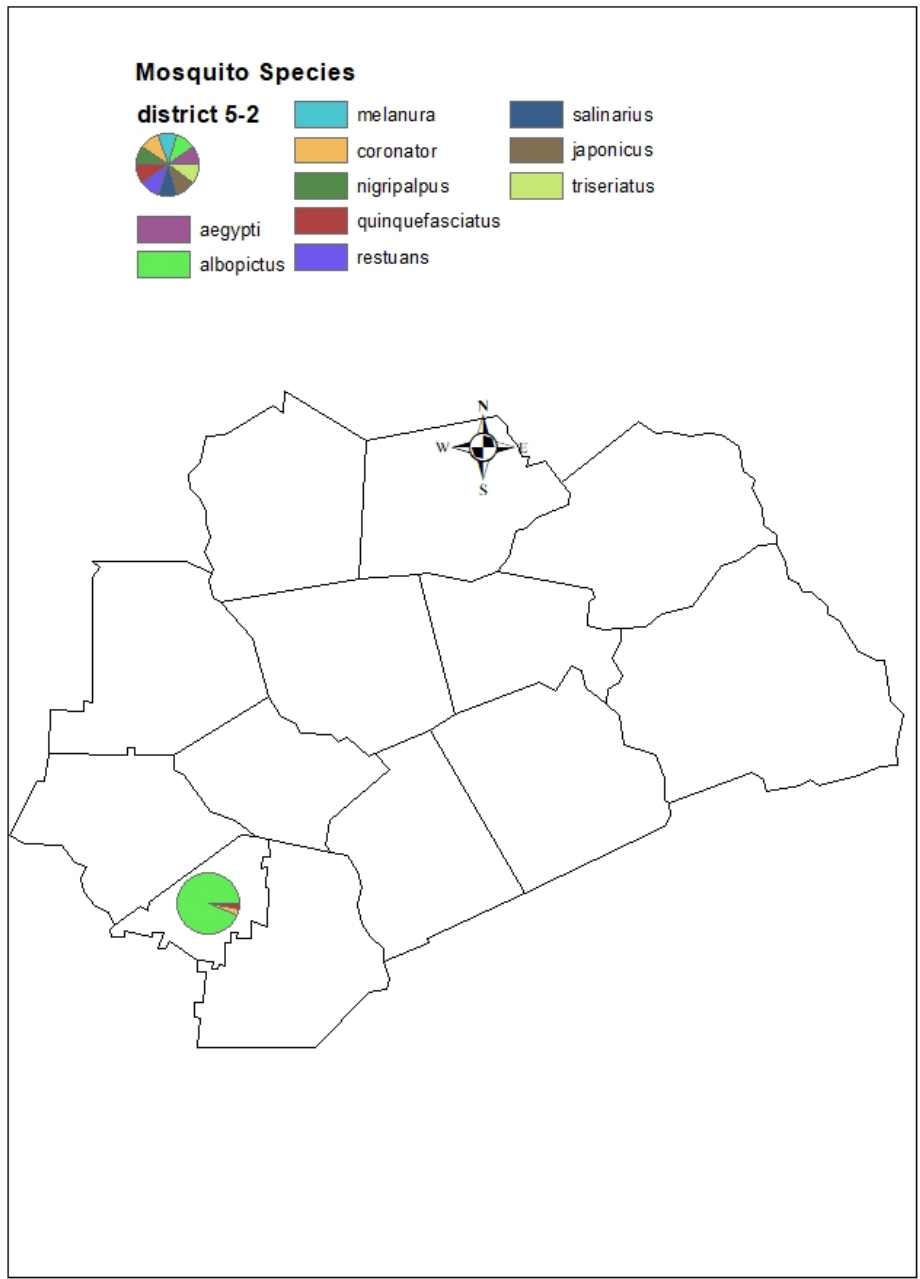 Mosquito Species
district 5-2
aegypti
albopictus
melanura
coronator
nigripalpus
quinquefasciatus
restuans
salinarius
japonicus
triseriatus
N
W E
S